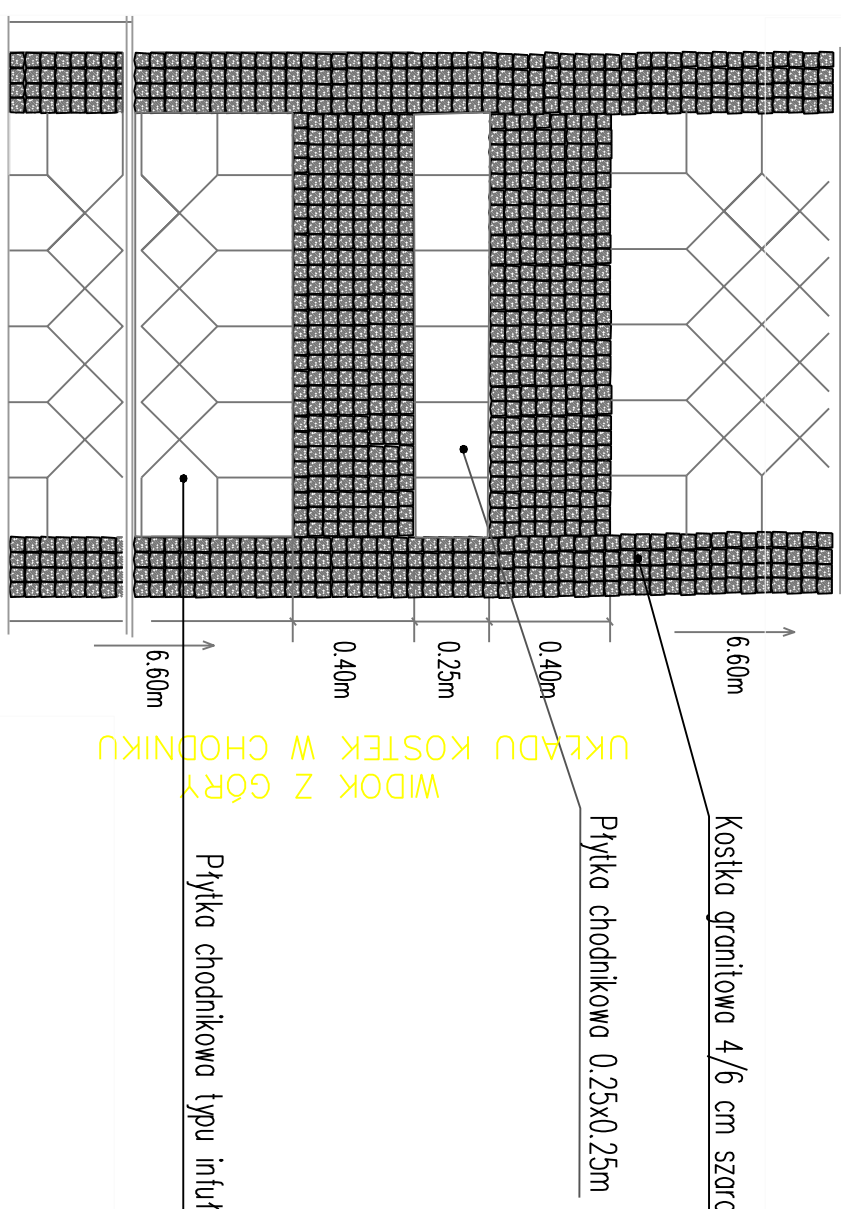 6.60m
0.40m
0.25m
0.40m
6.60m
WIDOK Z GÓRY
UKŁADU KOSTEK W CHODNIKU
Kostka granitowa 4/6 cm
Płytka chodnikowa 0.25x0.25m
Płytka chodnikowa typu